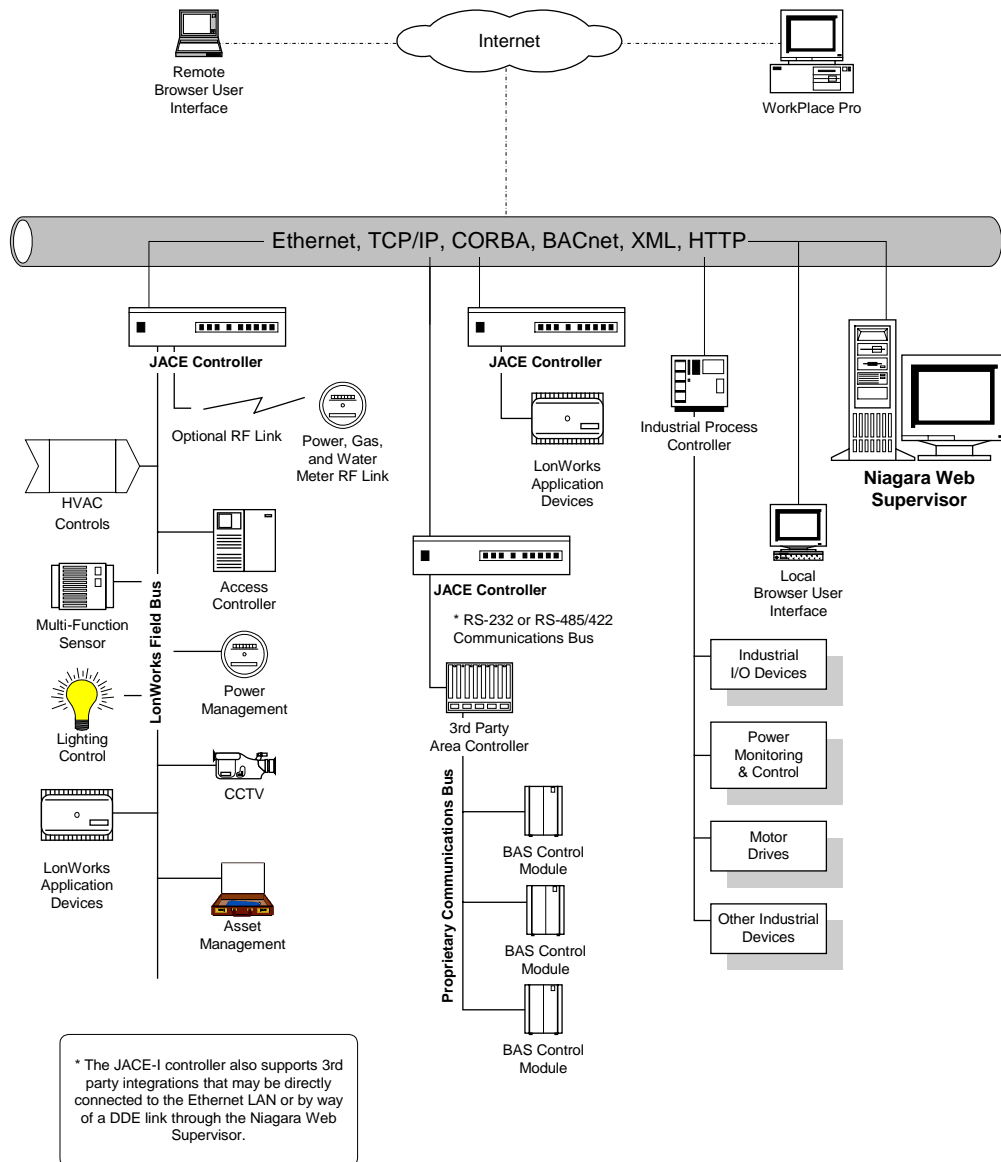 Internet
Remote
Browser User
Interface
WorkPlace Pro
Ethernet, TCP/IP, CORBA, BACnet, XML, HTTP
JACE Controller
Optional RF Link
Power, Gas,
and Water
Meter RF Link
HVAC
Controls
Access
Controller
Multi-Function
Sensor
LonWorks Field Bus
Power
Management
Lighting
Control
CCTV
LonWorks
Application
Devices
Asset
Management
JACE Controller
LonWorks
Application
Devices
JACE Controller
* RS-232 or RS-485/422
Communications Bus
3rd Party
Area Controller
Proprietary Communications Bus
BAS Control
Module
BAS Control
Module
BAS Control
Module
Industrial Process
Controller
Industrial
I/O Devices
Power
Monitoring
& Control
Motor
Drives
Other Industrial
Devices
Local
Browser User
Interface
Niagara Web
Supervisor
* The JACE-I controller also supports 3rd
party integrations that may be directly
connected to the Ethernet LAN or by way
of a DDE link through the Niagara Web
Supervisor.